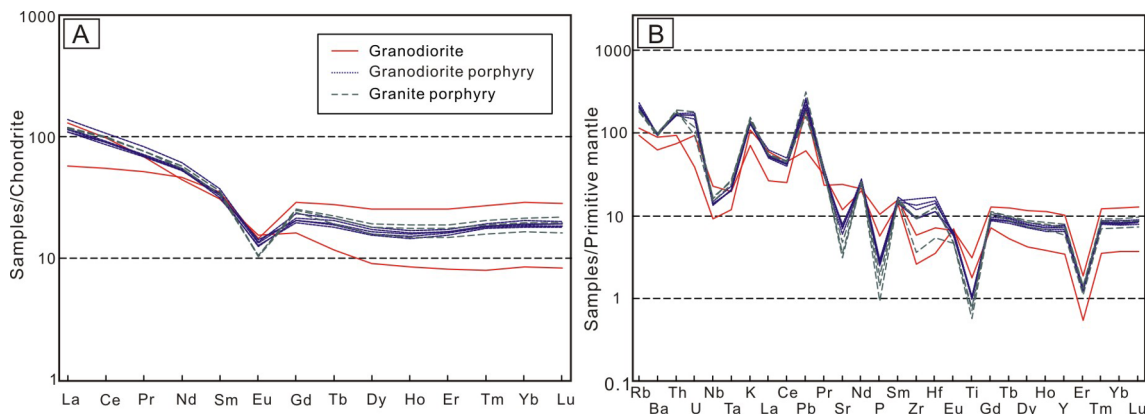 A
Samples/Chondrite
1000
100
10
1
Granodiorite
Granodiorite porphyry
Granite porphyry
La Ce Pr Nd Sm Eu Gd Tb Dy Ho Er Tm Yb Lu
B
Samples/Primitive mantle
1000
100
10
1
0.1
Rb Th Nb K Ce Pr Nd Sm Hf Ti Tb Ho Er Yb
Ba U Ta La Pb Sr P Zr Eu Gd Dy Y Tm Lu